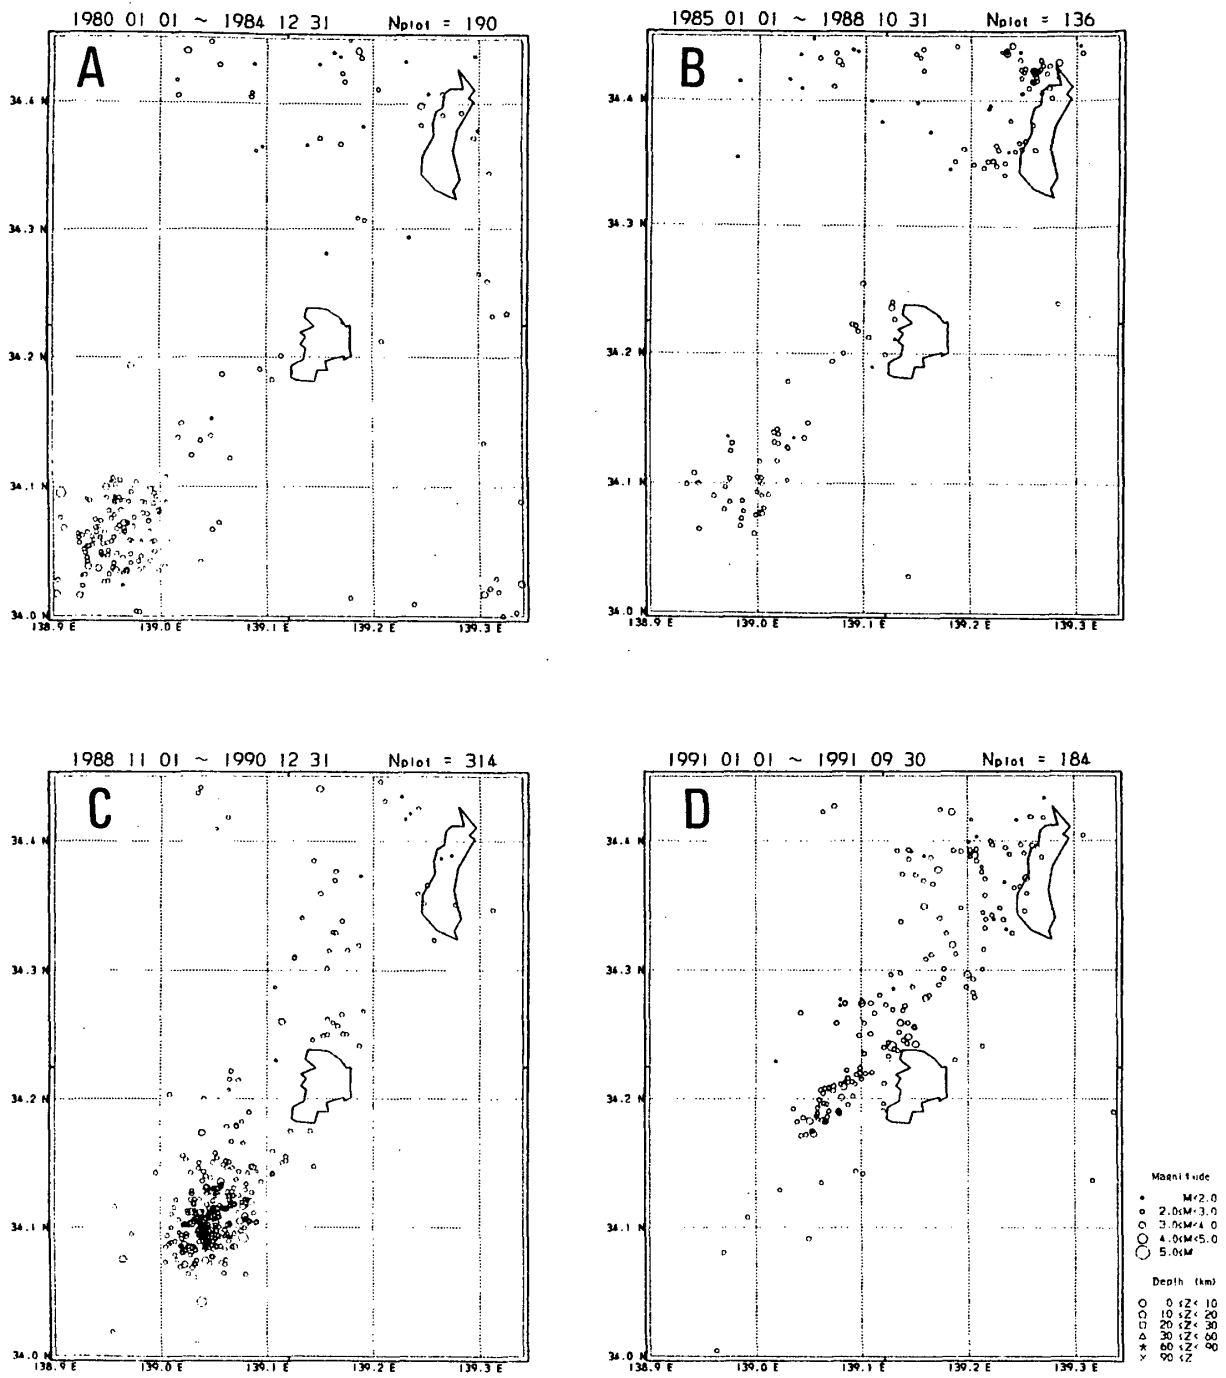 1980 01 01 ~ 1984 12 31 Nplot = 190
A
34.4 N
34.3 N
34.2 N
34.1 N
34.0 N
138.9 E 139.0 E 139.1 E 139.2 E 139.3 E
1985 01 01 ~ 1988 10 31 Nplot = 136
B
34.4 N
34.3 N
34.2 N
34.1 N
34.0 N
138.9 E 139.0 E 139.1 E 139.2 E 139.3 E
1988 11 01 ~ 1990 12 31 Nplot = 314
C
34.4 N
34.3 N
34.2 N
34.1 N
34.0 N
138.9 E 139.0 E 139.1 E 139.2 E 139.3 E
1991 01 01 ~ 1991 09 30 Nplot = 184
D
34.4 N
34.3 N
34.2 N
34.1 N
34.0 N
138.9 E 139.0 E 139.1 E 139.2 E 139.3 E
Magnitude
M<2.0
2.0≤M<3.0
3.0≤M<4.0
4.0≤M<5.0
5.0≤M
Depth (km)
0 ≤Z< 10
10 ≤Z< 20
20 ≤Z< 30
30 ≤Z< 60
60 ≤Z< 90
90 ≤Z